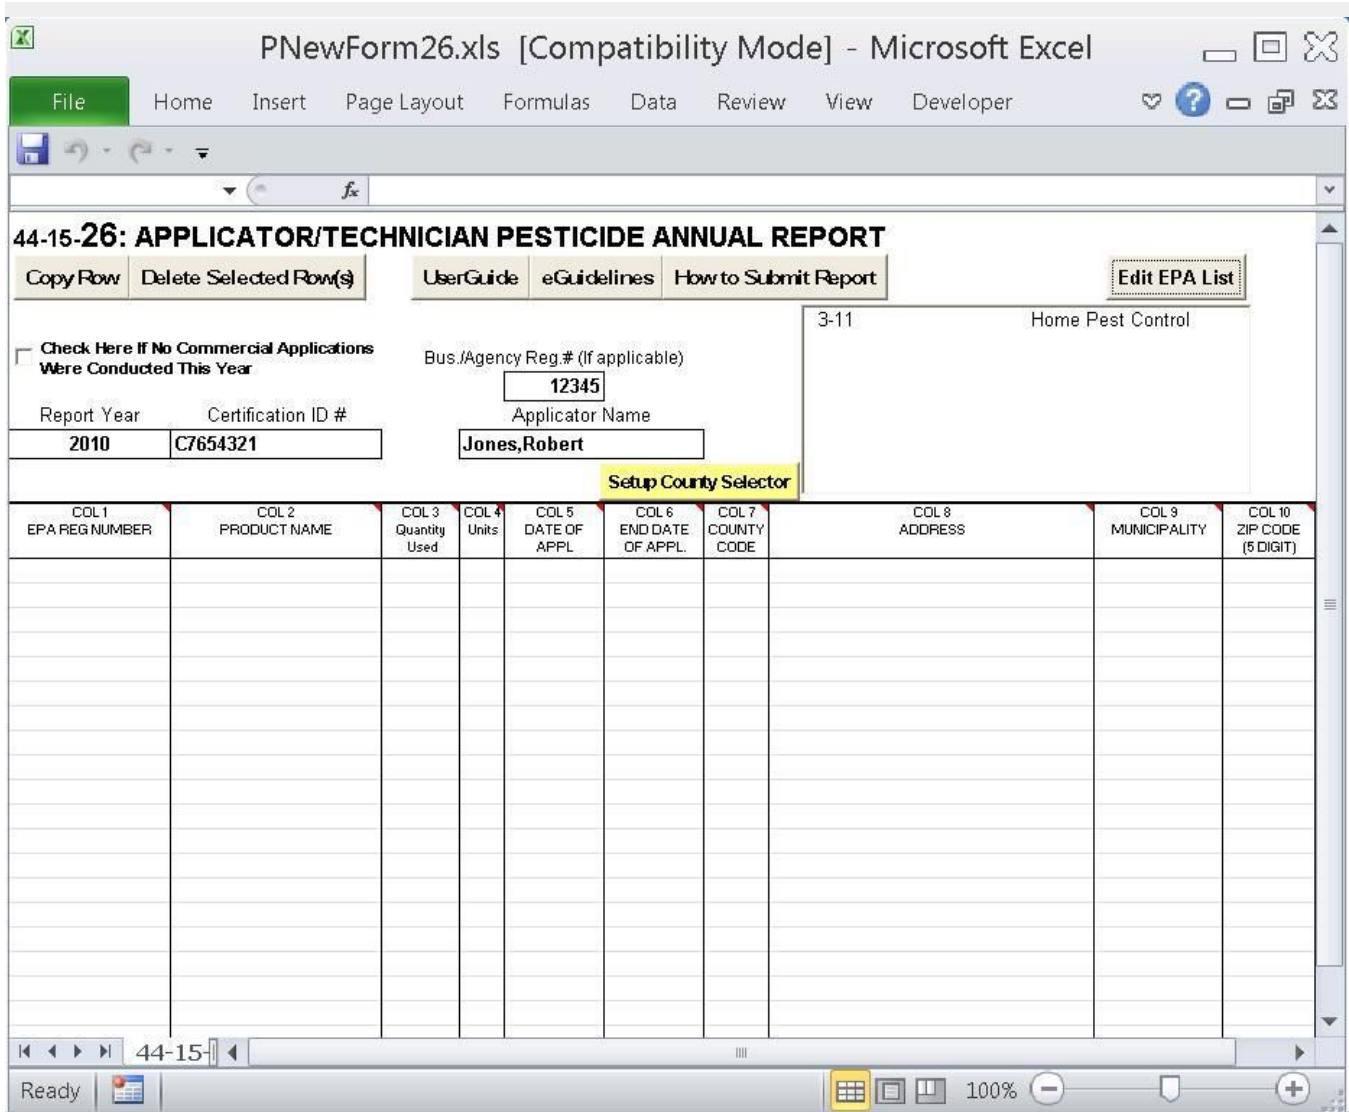 PNewForm26.xls [Compatibility Mode] - Microsoft Excel
File Home Insert Page Layout Formulas Data Review View Developer
fx
44-15-26: APPLICATOR/TECHNICIAN PESTICIDE ANNUAL REPORT
Copy Row Delete Selected Row(s) UserGuide eGuidelines How to Submit Report Edit EPA List
3-11 Home Pest Control
Check Here If No Commercial Applications
Were Conducted This Year
Bus./Agency Reg.# (If applicable)
12345
Report Year Certification ID # Applicator Name
2010 C7654321 Jones,Robert
Setup County Selector
COL 1 COL 2 COL 3 COL 4 COL 5 COL 6 COL 7 COL 8 COL 9 COL 10
EPA REG NUMBER PRODUCT NAME Quantity Units DATE OF END DATE COUNTY ADDRESS MUNICIPALITY ZIP CODE
Used APPL OF APPL. CODE (5 DIGIT)
44-15-
Ready 100%